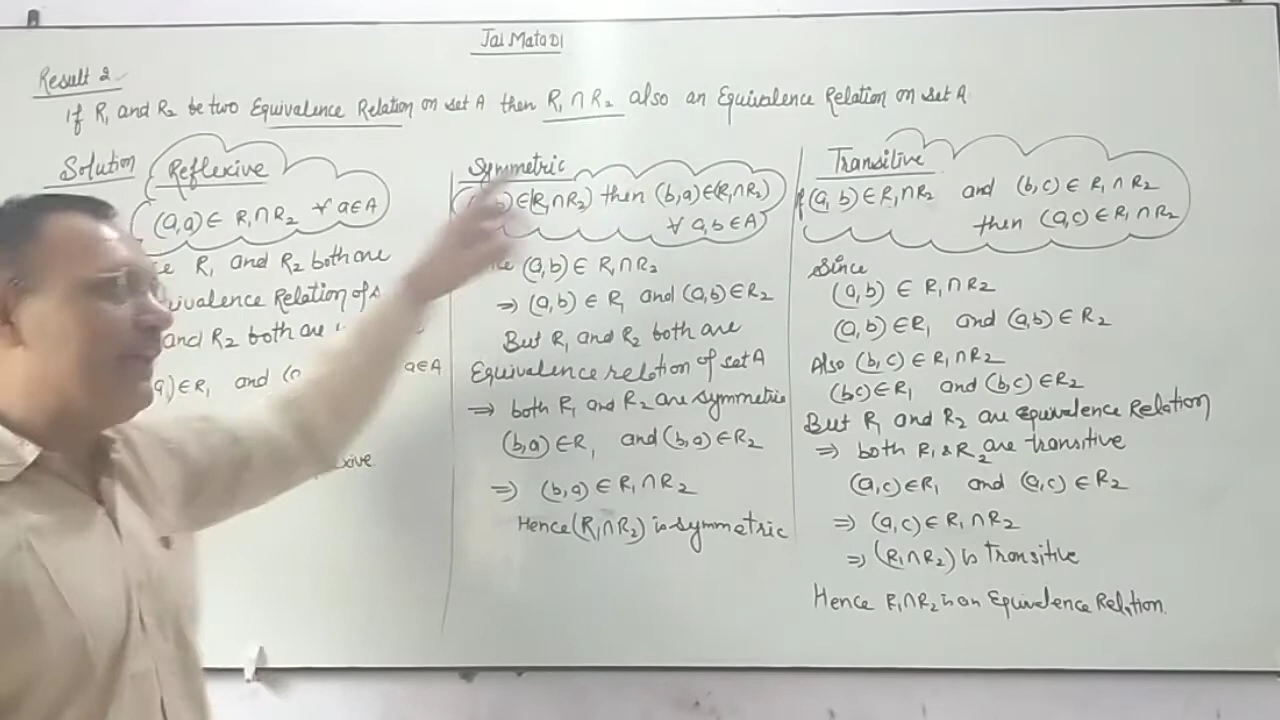 Jai Mata DI
Result 2
If R₁ and R₂ be two Equivalence Relation on set A then R₁ ∩ R₂ also an Equivalence Relation on set A
Solution
Reflexive
(a,a) ∈ R₁∩R₂ ∀ a∈A
R₁ and R₂ both are
Relation of
and R₂ both are
a)∈R₁ and a∈A
Symmetric
∈(R₁∩R₂) then (b,a)∈(R₁∩R₂)
∀ a,b∈A
(a,b) ∈ R₁∩R₂
⇒ (a,b) ∈ R₁ and (a,b)∈R₂
But R₁ and R₂ both are
Equivalence relation of set A
⇒ both R₁ and R₂ are symmetric
(b,a)∈R₁ and (b,a)∈R₂
⇒ (b,a)∈R₁∩R₂
Hence (R₁∩R₂) is symmetric
Transitive
If (a,b)∈R₁∩R₂ and (b,c)∈R₁∩R₂
then (a,c)∈R₁∩R₂
Since
(a,b) ∈ R₁∩R₂
(a,b)∈R₁ and (a,b)∈R₂
Also (b,c)∈R₁∩R₂
(bc)∈R₁ and (b,c)∈R₂
But R₁ and R₂ are Equivalence Relation
⇒ both R₁ & R₂ are transitive
(a,c)∈R₁ and (a,c)∈R₂
⇒ (a,c)∈R₁∩R₂
⇒ (R₁∩R₂) is Transitive
Hence R₁∩R₂ is an Equivalence Relation.